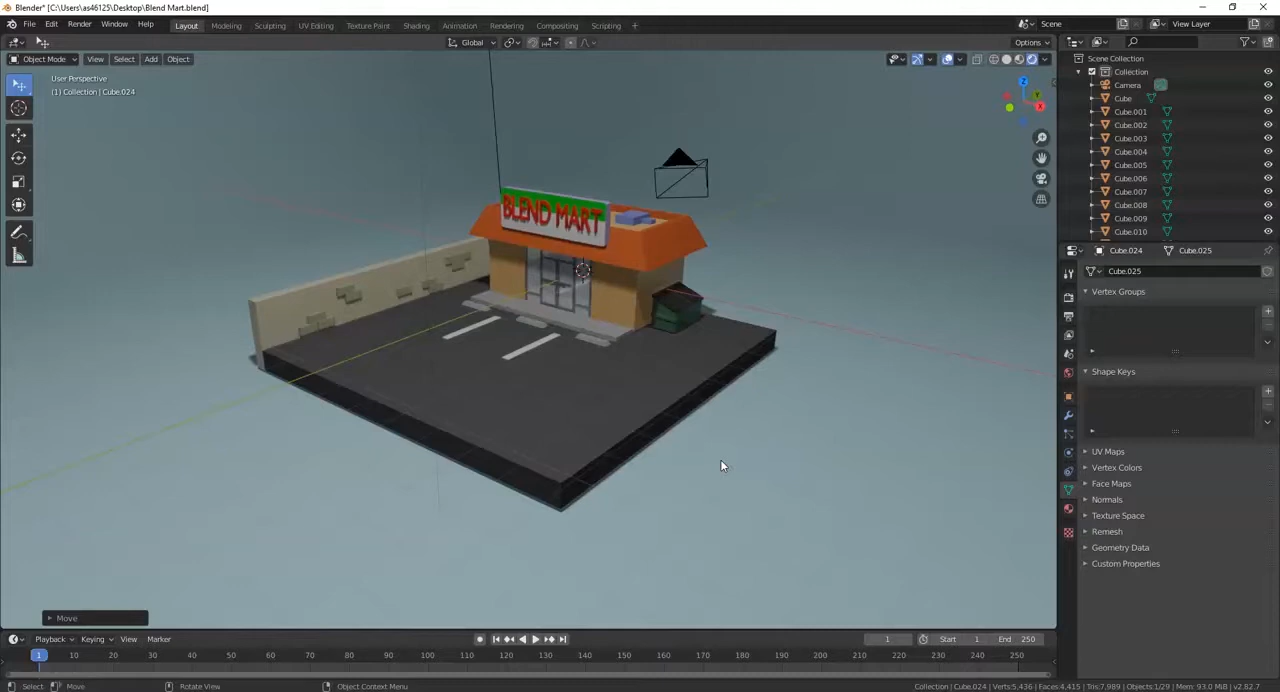 Blender* [C:\Users\as46125\Desktop\Blend Mart.blend]
File Edit Render Window Help Layout Modeling Sculpting UV Editing Texture Paint Shading Animation Rendering Compositing Scripting + Scene View Layer
Global Options
Object Mode View Select Add Object
User Perspective
(1) Collection | Cube.024
Z
Y
X
BLEND MART
Scene Collection
Collection
Camera
Cube
Cube.001
Cube.002
Cube.003
Cube.004
Cube.005
Cube.006
Cube.007
Cube.008
Cube.009
Cube.010
Cube.024 Cube.025
Cube.025
Vertex Groups
Shape Keys
UV Maps
Vertex Colors
Face Maps
Normals
Texture Space
Remesh
Geometry Data
Custom Properties
Move
Playback Keying View Marker 1 Start 1 End 250
1 10 20 30 40 50 60 70 80 90 100 110 120 130 140 150 160 170 180 190 200 210 220 230 240 250
Select Move Rotate View Object Context Menu Collection | Cube.024 | Verts:5,436 | Faces:4,415 | Tris:7,989 | Objects:1/29 | Mem: 93.0 MiB | v2.82.7